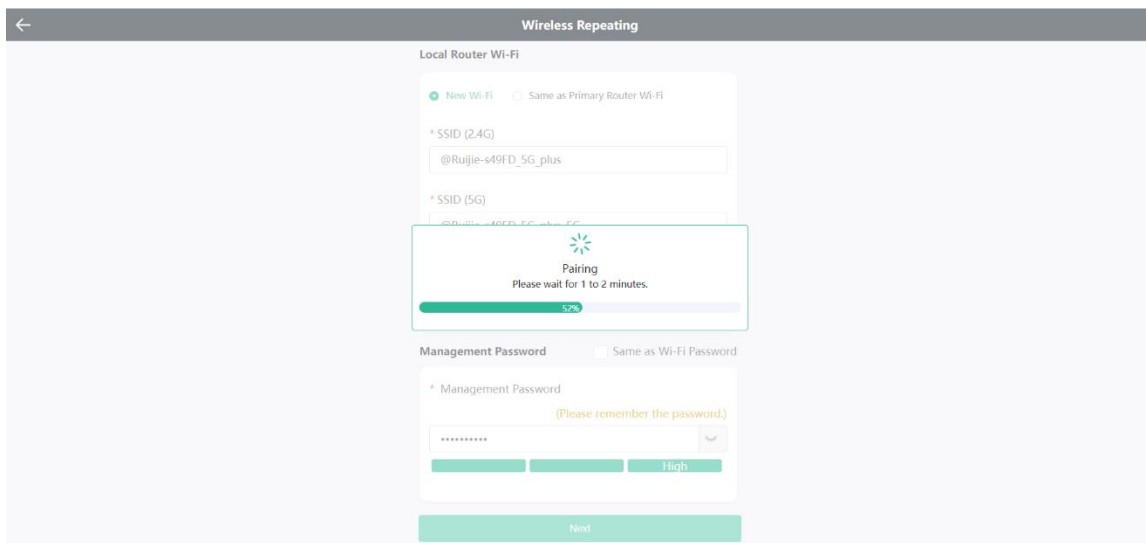 Wireless Repeating
Local Router Wi-Fi
New Wi-Fi Same as Primary Router Wi-Fi
* SSID (2.4G)
@Ruijie-s49FD_5G_plus
* SSID (5G)
@Ruijie-s49FD_5G_plus_5G
Pairing
Please wait for 1 to 2 minutes.
52%
Management Password Same as Wi-Fi Password
* Management Password
(Please remember the password.)
••••••••••
High
Next